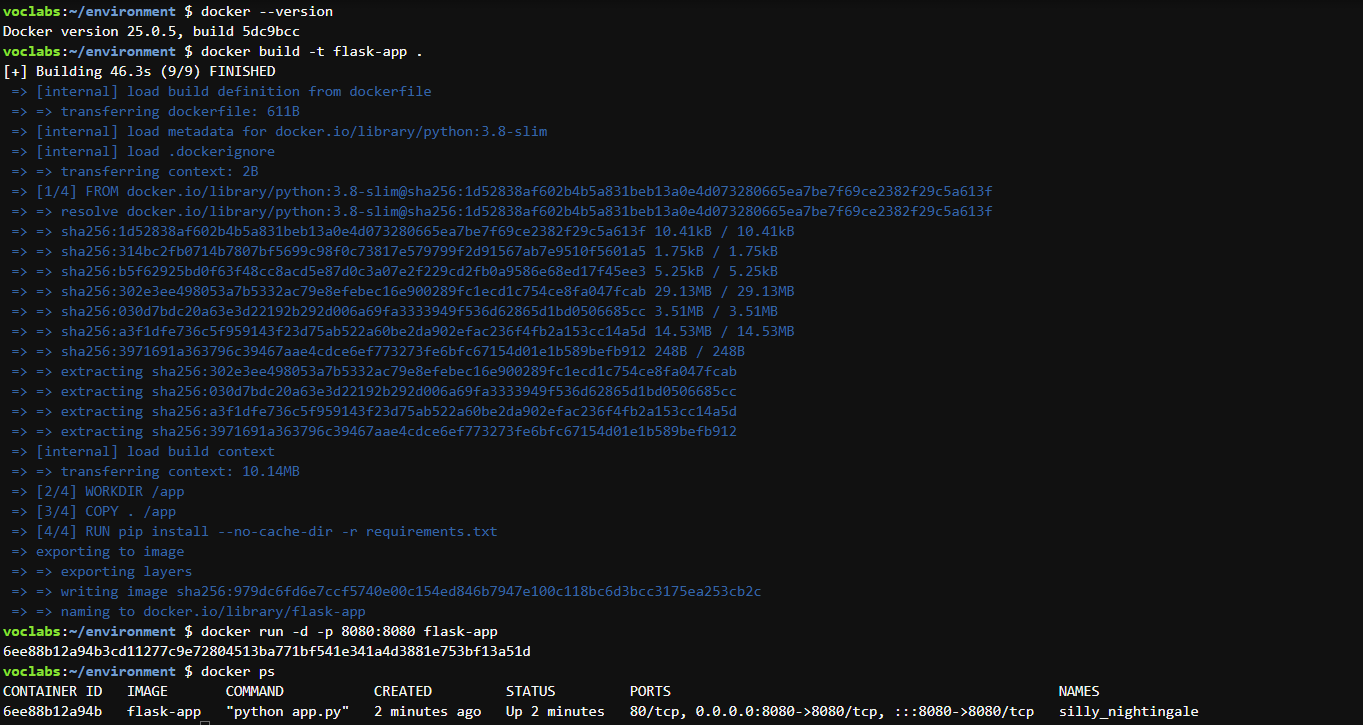 voclabs:~/environment $ docker --version
Docker version 25.0.5, build 5dc9bcc
voclabs:~/environment $ docker build -t flask-app .
[+] Building 46.3s (9/9) FINISHED
=> [internal] load build definition from dockerfile
=> => transferring dockerfile: 611B
=> [internal] load metadata for docker.io/library/python:3.8-slim
=> [internal] load .dockerignore
=> => transferring context: 2B
=> [1/4] FROM docker.io/library/python:3.8-slim@sha256:1d52838af602b4b5a831beb13a0e4d073280665ea7be7f69ce2382f29c5a613f
=> => resolve docker.io/library/python:3.8-slim@sha256:1d52838af602b4b5a831beb13a0e4d073280665ea7be7f69ce2382f29c5a613f
=> => sha256:1d52838af602b4b5a831beb13a0e4d073280665ea7be7f69ce2382f29c5a613f 10.41kB / 10.41kB
=> => sha256:314bc2fb0714b7807bf5699c98f0c73817e579799f2d91567ab7e9510f5601a5 1.75kB / 1.75kB
=> => sha256:b5f62925bd0f63f48cc8acd5e87d0c3a07e2f229cd2fb0a9586e68ed17f45ee3 5.25kB / 5.25kB
=> => sha256:302e3ee498053a7b5332ac79e8efebec16e900289fc1ecd1c754ce8fa047fcab 29.13MB / 29.13MB
=> => sha256:030d7bdc20a63e3d22192b292d006a69fa3333949f536d62865d1bd0506685cc 3.51MB / 3.51MB
=> => sha256:a3f1dfe736c5f959143f23d75ab522a60be2da902efac236f4fb2a153cc14a5d 14.53MB / 14.53MB
=> => sha256:3971691a363796c39467aae4cdce6ef773273fe6bfc67154d01e1b589befb912 248B / 248B
=> => extracting sha256:302e3ee498053a7b5332ac79e8efebec16e900289fc1ecd1c754ce8fa047fcab
=> => extracting sha256:030d7bdc20a63e3d22192b292d006a69fa3333949f536d62865d1bd0506685cc
=> => extracting sha256:a3f1dfe736c5f959143f23d75ab522a60be2da902efac236f4fb2a153cc14a5d
=> => extracting sha256:3971691a363796c39467aae4cdce6ef773273fe6bfc67154d01e1b589befb912
=> [internal] load build context
=> => transferring context: 10.14MB
=> [2/4] WORKDIR /app
=> [3/4] COPY . /app
=> [4/4] RUN pip install --no-cache-dir -r requirements.txt
=> exporting to image
=> => exporting layers
=> => writing image sha256:979dc6fd6e7ccf5740e00c154ed846b7947e100c118bc6d3bcc3175ea253cb2c
=> => naming to docker.io/library/flask-app
voclabs:~/environment $ docker run -d -p 8080:8080 flask-app
6ee88b12a94b3cd11277c9e72804513ba771bf541e341a4d3881e753bf13a51d
voclabs:~/environment $ docker ps
CONTAINER ID   IMAGE       COMMAND           CREATED         STATUS         PORTS                                               NAMES
6ee88b12a94b   flask-app   "python app.py"   2 minutes ago   Up 2 minutes   80/tcp, 0.0.0.0:8080->8080/tcp, :::8080->8080/tcp   silly_nightingale